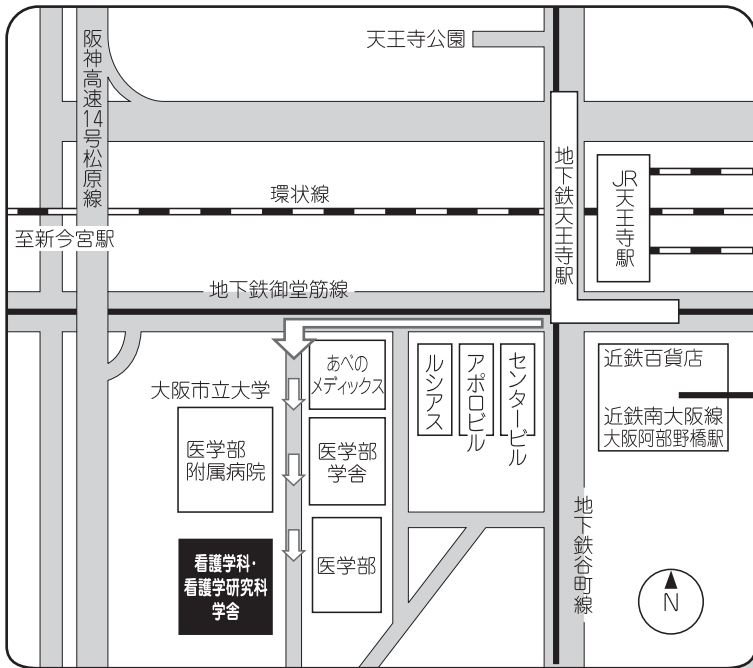 天王寺公園
阪神高速14号松原線
地下鉄天王寺駅
JR天王寺駅
環状線
至新今宮駅
地下鉄御堂筋線
あべの
メディックス
ルシアス
アポロビル
センタービル
近鉄百貨店
近鉄南大阪線
大阪阿部野橋駅
大阪市立大学
医学部
附属病院
医学部
学舎
看護学科・
看護学研究科
学舎
医学部
地下鉄谷町線
N